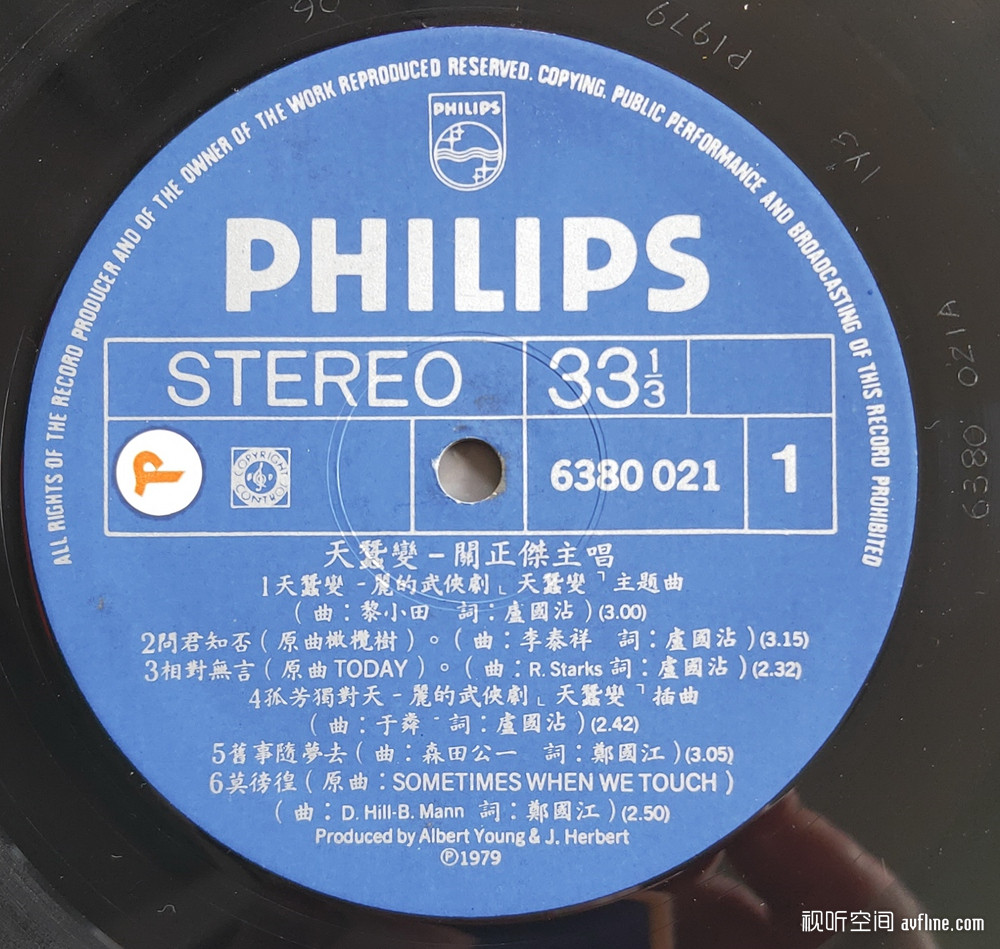 06
P1979
1Y3
6380 021A
ALL RIGHTS OF THE RECORD PRODUCER AND OF THE OWNER OF THE WORK REPRODUCED RESERVED. COPYING, PUBLIC PERFORMANCE AND BROADCASTING OF THIS RECORD PROHIBITED
PHILIPS
PHILIPS
STEREO
33 1/3
P
COPYRIGHT CONTROL
6380 021
1
天蠶變-關正傑主唱
1天蠶變-麗的武俠劇「天蠶變」主題曲
(曲:黎小田 詞:盧國沾)(3.00)
2問君知否(原曲橄欖樹)。(曲:李泰祥 詞:盧國沾)(3.15)
3相對無言(原曲TODAY)。(曲:R. Starks 詞:盧國沾)(2.32)
4孤芳獨對天-麗的武俠劇「天蠶變」插曲
(曲:于粦 詞:盧國沾)(2.42)
5舊事隨夢去(曲:森田公一 詞:鄭國江)(3.05)
6莫徬徨(原曲:SOMETIMES WHEN WE TOUCH)
(曲:D. Hill-B. Mann 詞:鄭國江)(2.50)
Produced by Albert Young & J. Herbert
Ⓟ1979
视听空间 avfline.com